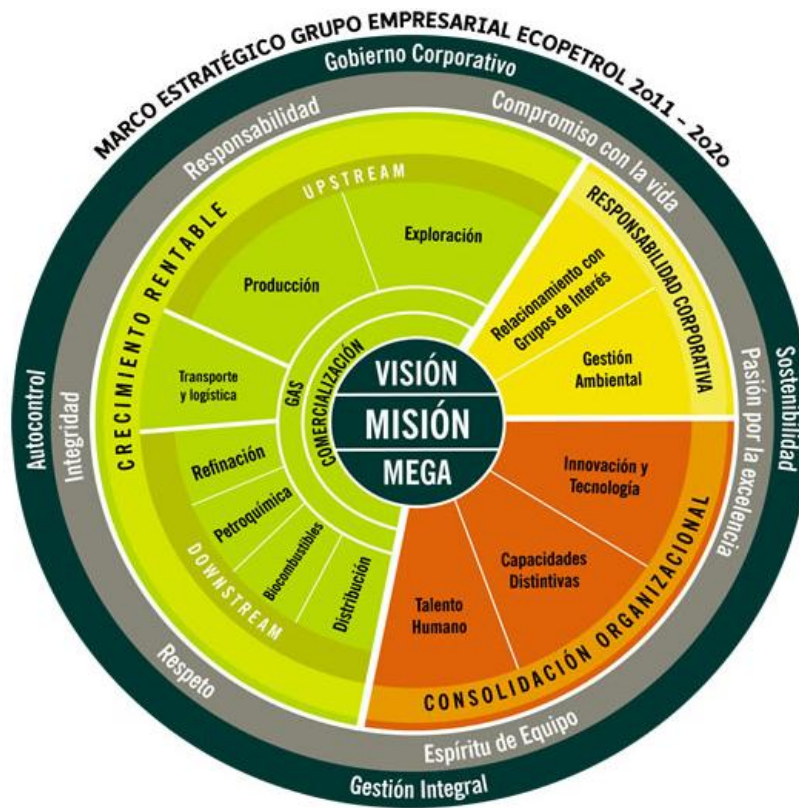 MARCO ESTRATÉGICO GRUPO EMPRESARIAL ECOPETROL 2011 - 2020
Gobierno Corporativo
Responsabilidad
Compromiso con la vida
CRECIMIENTO RENTABLE
UPSTREAM
Exploración
Producción
Transporte
y logística
GAS
COMERCIALIZACIÓN
Refinación
Petroquímica
Biocombustibles
Distribución
DOWNSTREAM
RESPONSABILIDAD CORPORATIVA
Relacionamiento con
Grupos de Interés
Gestión
Ambiental
VISIÓN
MISIÓN
MEGA
Innovación y
Tecnología
Capacidades
Distintivas
Talento
Humano
CONSOLIDACIÓN ORGANIZACIONAL
Autocontrol
Integridad
Sostenibilidad
Pasión por la excelencia
Respeto
Espíritu de Equipo
Gestión Integral